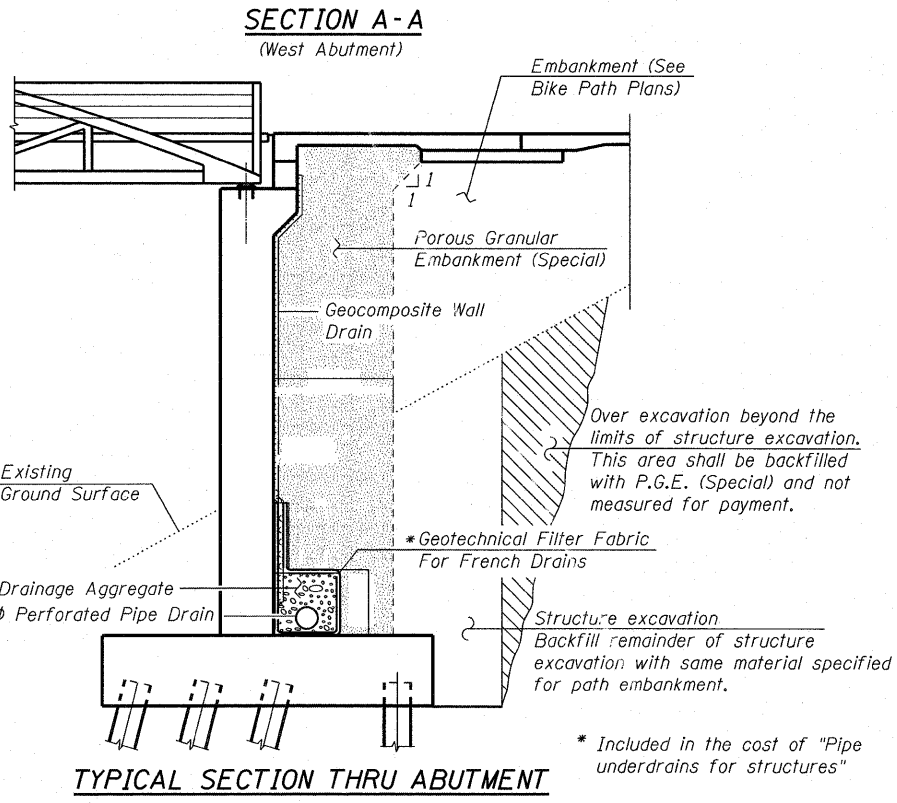 SECTION A-A
(West Abutment)
Embankment (See
Bike Path Plans)
1
1
Porous Granular
Embankment (Special)
Geocomposite Wall
Drain
Over excavation beyond the
limits of structure excavation.
This area shall be backfilled
with P.G.E. (Special) and not
measured for payment.
Existing
Ground Surface
* Geotechnical Filter Fabric
For French Drains
Drainage Aggregate
Perforated Pipe Drain
Structure excavation
Backfill remainder of structure
excavation with same material specified
for path embankment.
* Included in the cost of "Pipe
underdrains for structures"
TYPICAL SECTION THRU ABUTMENT